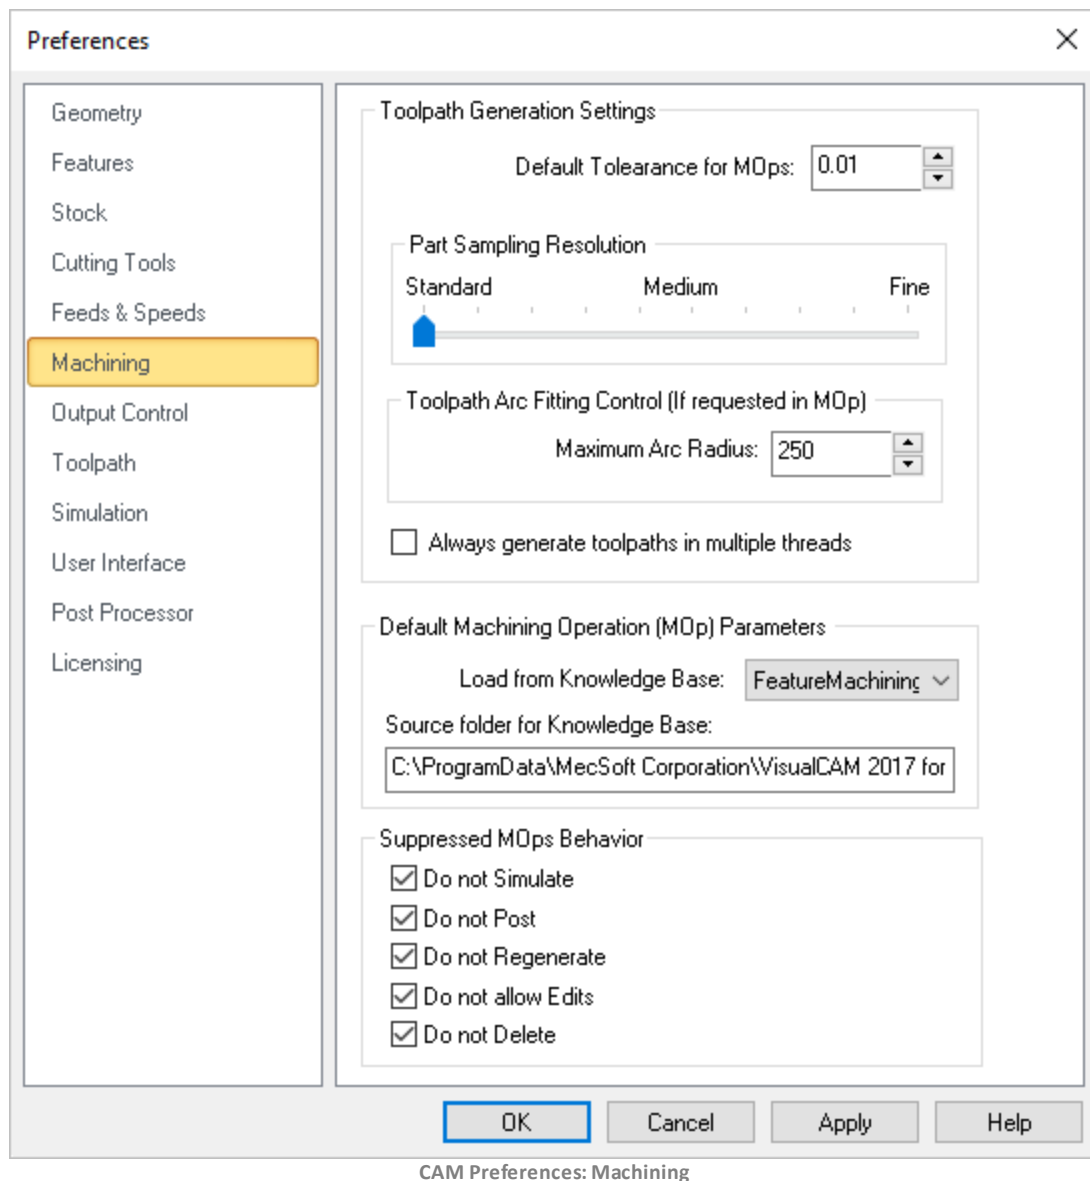 Preferences
Geometry
Features
Stock
Cutting Tools
Feeds & Speeds
Machining
Output Control
Toolpath
Simulation
User Interface
Post Processor
Licensing
Toolpath Generation Settings
Default Tolearance for MOps: 0.01
Part Sampling Resolution
Standard Medium Fine
Toolpath Arc Fitting Control (If requested in MOp)
Maximum Arc Radius: 250
Always generate toolpaths in multiple threads
Default Machining Operation (MOp) Parameters
Load from Knowledge Base: FeatureMachining
Source folder for Knowledge Base:
C:\ProgramData\MecSoft Corporation\VisualCAM 2017 for
Suppressed MOps Behavior
Do not Simulate
Do not Post
Do not Regenerate
Do not allow Edits
Do not Delete
OK Cancel Apply Help
CAM Preferences: Machining